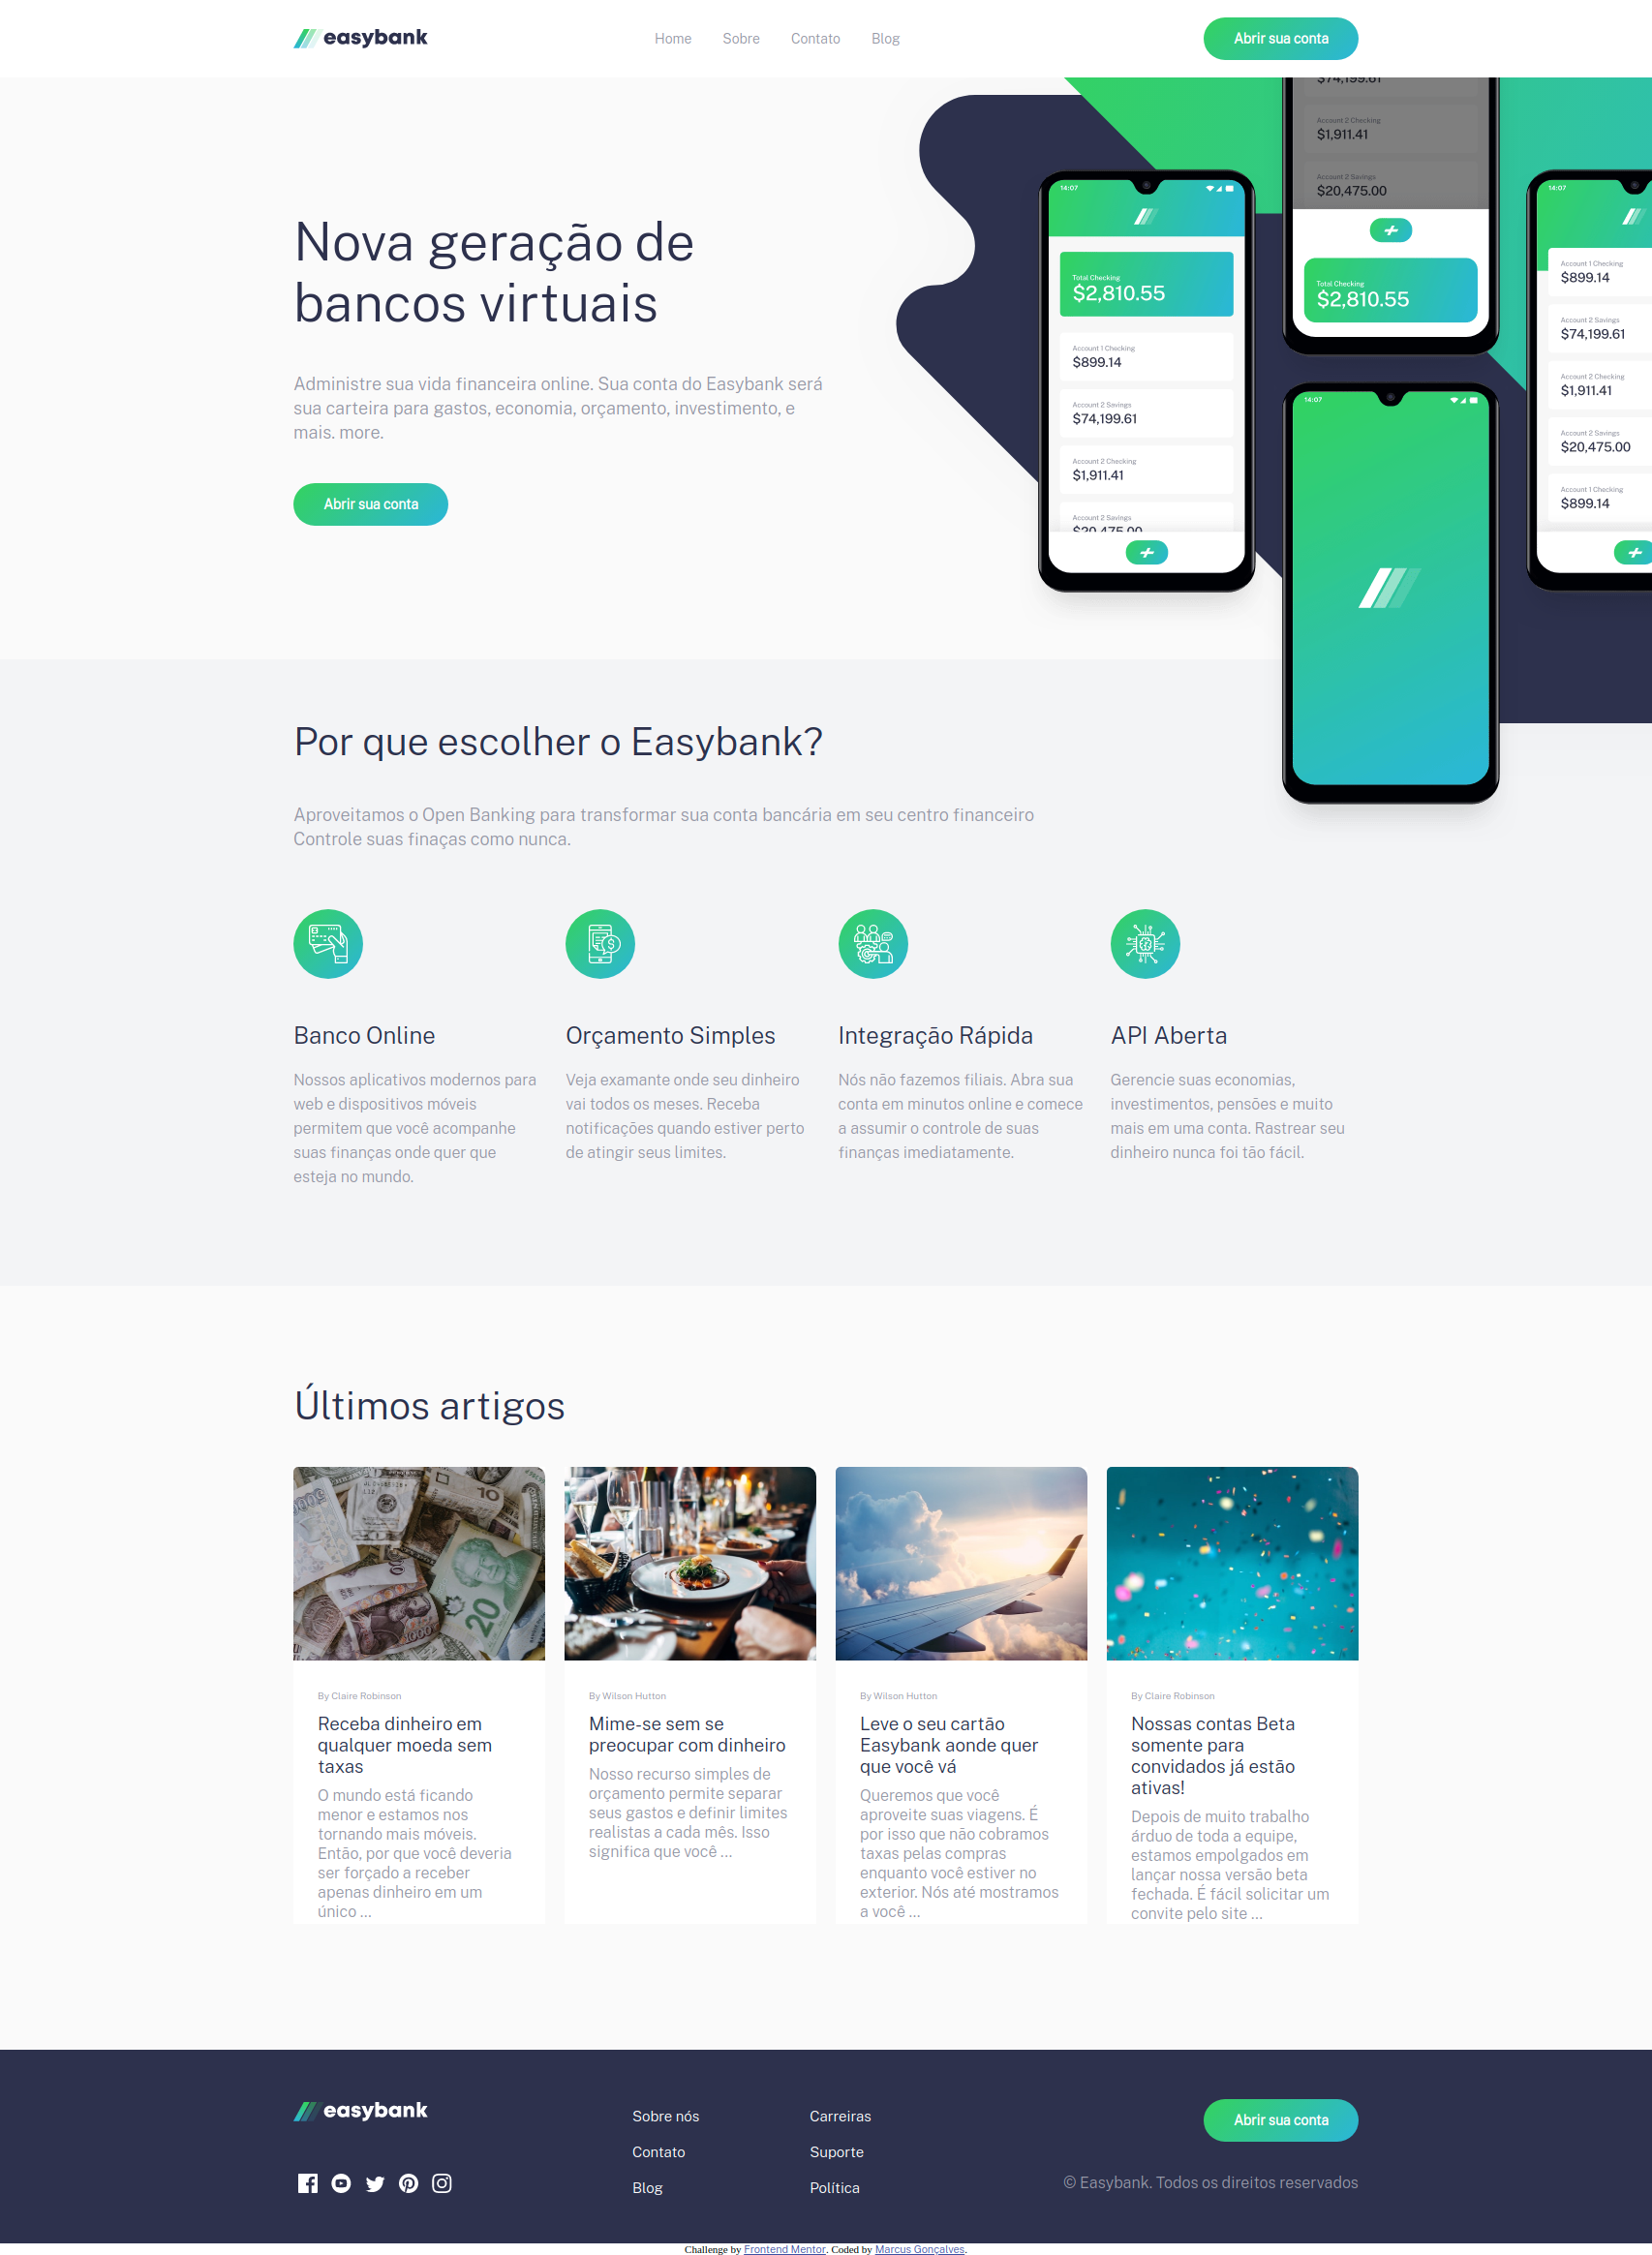 easybank
Home Sobre Contato Blog
Abrir sua conta
Nova geração de
bancos virtuais
Administre sua vida financeira online. Sua conta do Easybank será
sua carteira para gastos, economia, orçamento, investimento, e
mais. more.
Abrir sua conta
14:07
Total Checking
$2,810.55
Account 1 Checking
$899.14
Account 2 Savings
$74,199.61
Account 2 Checking
$1,911.41
Account 2 Savings
$20,475.00
$74,199.61
Account 2 Checking
$1,911.41
Account 2 Savings
$20,475.00
Total Checking
$2,810.55
14:07
14:07
Account 1 Checking
$899.14
Account 2 Savings
$74,199.61
Account 2 Checking
$1,911.41
Account 2 Savings
$20,475.00
Account 1 Checking
$899.14
Por que escolher o Easybank?
Aproveitamos o Open Banking para transformar sua conta bancária em seu centro financeiro
Controle suas finaças como nunca.
Banco Online
Nossos aplicativos modernos para
web e dispositivos móveis
permitem que você acompanhe
suas finanças onde quer que
esteja no mundo.
Orçamento Simples
Veja examante onde seu dinheiro
vai todos os meses. Receba
notificações quando estiver perto
de atingir seus limites.
Integração Rápida
Nós não fazemos filiais. Abra sua
conta em minutos online e comece
a assumir o controle de suas
finanças imediatamente.
API Aberta
Gerencie suas economias,
investimentos, pensões e muito
mais em uma conta. Rastrear seu
dinheiro nunca foi tão fácil.
Últimos artigos
10
20
By Claire Robinson
Receba dinheiro em
qualquer moeda sem
taxas
O mundo está ficando
menor e estamos nos
tornando mais móveis.
Então, por que você deveria
ser forçado a receber
apenas dinheiro em um
único ...
By Wilson Hutton
Mime-se sem se
preocupar com dinheiro
Nosso recurso simples de
orçamento permite separar
seus gastos e definir limites
realistas a cada mês. Isso
significa que você ...
By Wilson Hutton
Leve o seu cartão
Easybank aonde quer
que você vá
Queremos que você
aproveite suas viagens. É
por isso que não cobramos
taxas pelas compras
enquanto você estiver no
exterior. Nós até mostramos
a você ...
By Claire Robinson
Nossas contas Beta
somente para
convidados já estão
ativas!
Depois de muito trabalho
árduo de toda a equipe,
estamos empolgados em
lançar nossa versão beta
fechada. É fácil solicitar um
convite pelo site ...
easybank
Sobre nós
Contato
Blog
Carreiras
Suporte
Política
Abrir sua conta
© Easybank. Todos os direitos reservados
Challenge by Frontend Mentor. Coded by Marcus Gonçalves.